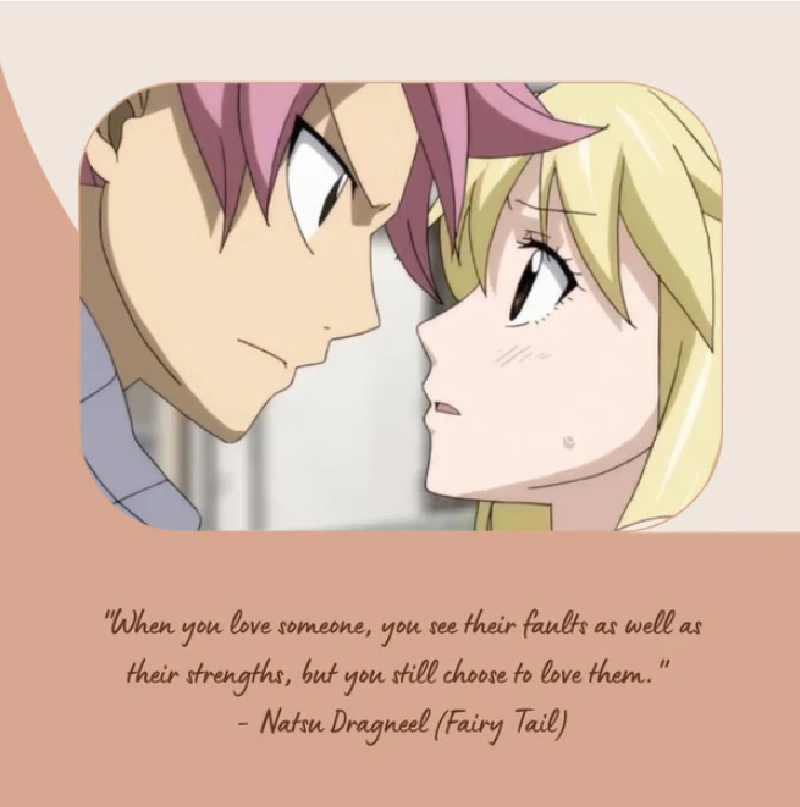 "When you love someone, you see their faults as well as
their strengths, but you still choose to love them."
- Natsu Dragneel (Fairy Tail)